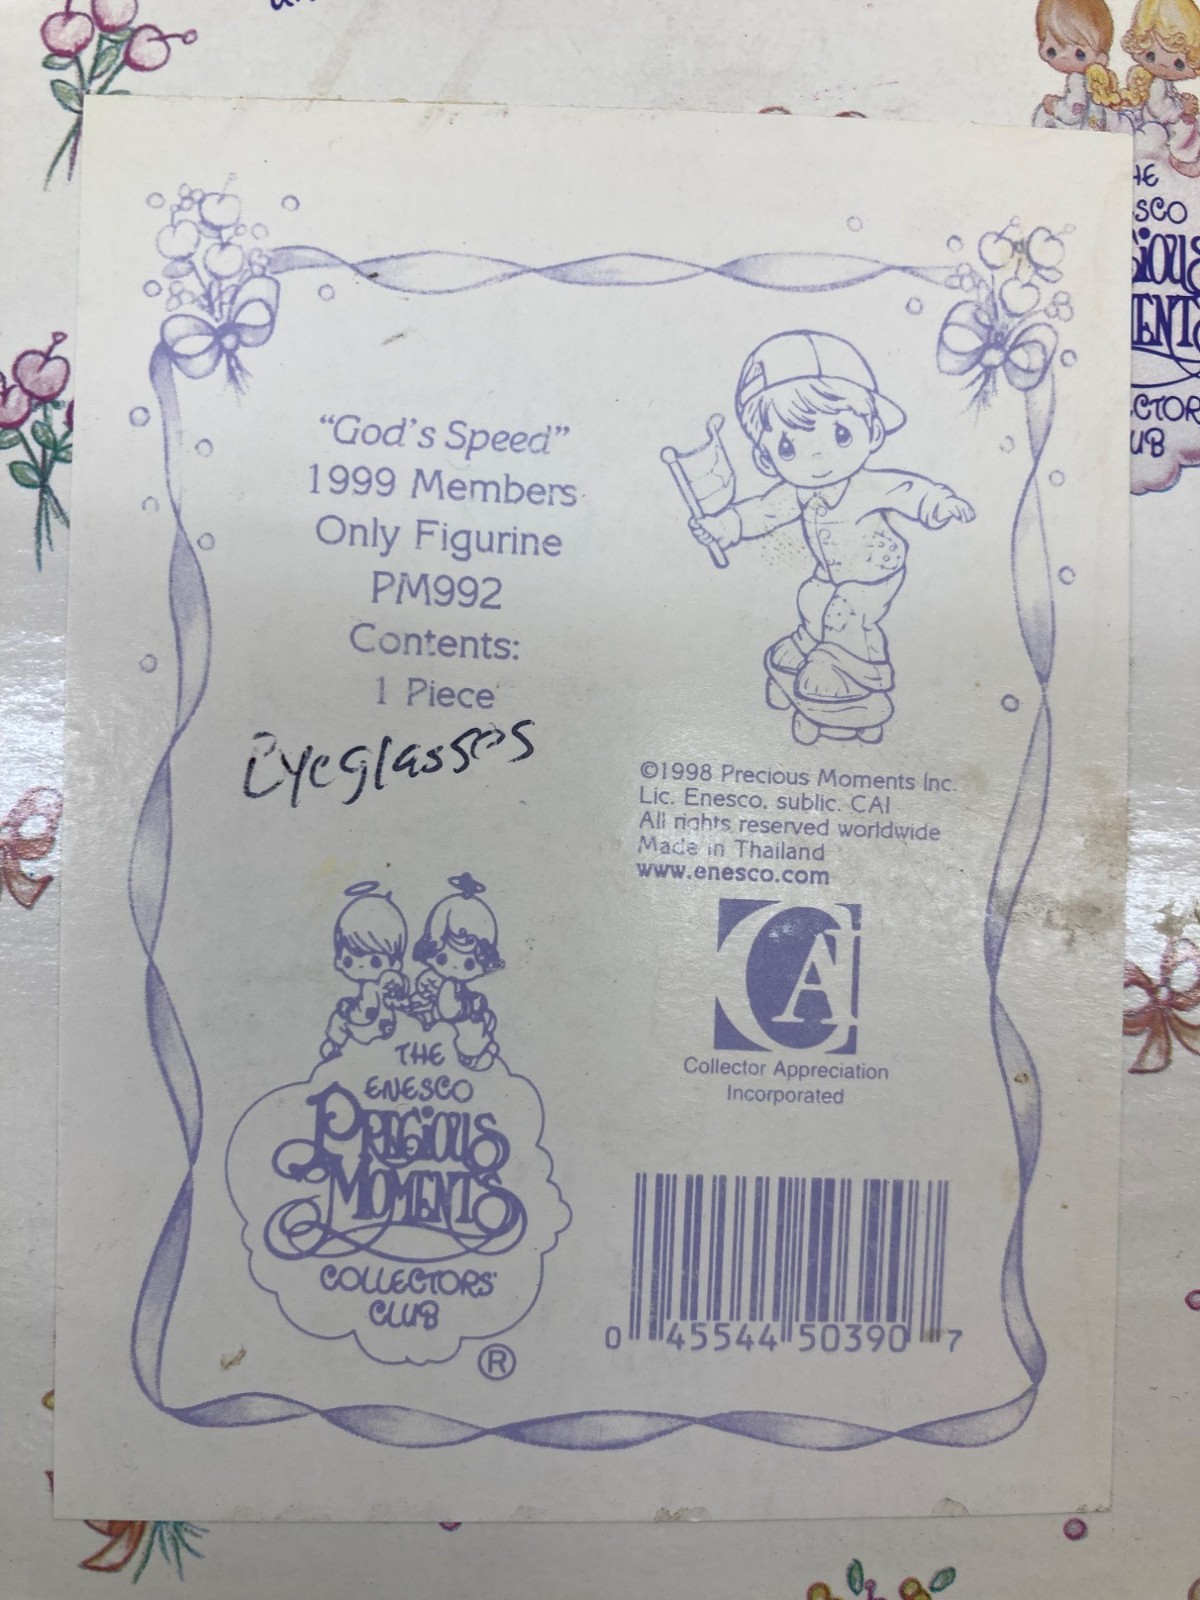 "God's Speed"
1999 Members
Only Figurine
PM992
Contents:
1 Piece
Eyeglasses
©1998 Precious Moments Inc.
Lic. Enesco. sublic. CAI
All rights reserved worldwide
Made in Thailand
www.enesco.com
CAI
Collector Appreciation
Incorporated
THE
ENESCO
PRECIOUS
MOMENTS
COLLECTORS'
CLUB
®
0 45544 50390 7